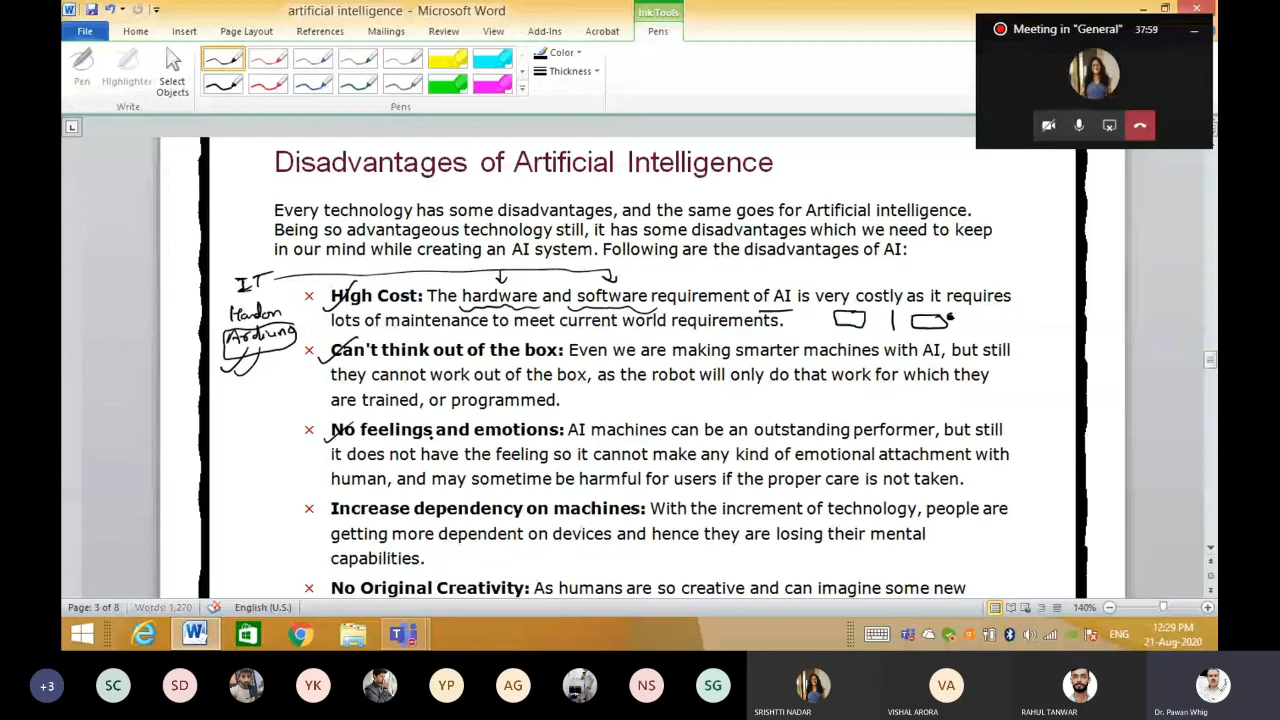 artificial intelligence - Microsoft Word
Ink Tools
File Home Insert Page Layout References Mailings Review View Add-Ins Acrobat Pens
Meeting in "General" 37:59
Pen Highlighter Select Objects
Color
Thickness
Write Pens
Disadvantages of Artificial Intelligence
Every technology has some disadvantages, and the same goes for Artificial intelligence.
Being so advantageous technology still, it has some disadvantages which we need to keep
in our mind while creating an AI system. Following are the disadvantages of AI:
IT
× High Cost: The hardware and software requirement of AI is very costly as it requires
lots of maintenance to meet current world requirements.
× Can't think out of the box: Even we are making smarter machines with AI, but still
they cannot work out of the box, as the robot will only do that work for which they
are trained, or programmed.
× No feelings and emotions: AI machines can be an outstanding performer, but still
it does not have the feeling so it cannot make any kind of emotional attachment with
human, and may sometime be harmful for users if the proper care is not taken.
× Increase dependency on machines: With the increment of technology, people are
getting more dependent on devices and hence they are losing their mental
capabilities.
× No Original Creativity: As humans are so creative and can imagine some new
Page: 3 of 8 Words: 1,270 English (U.S.) 140%
ENG 12:29 PM
21-Aug-2020
+3 SC SD YK YP AG NS SG VA
SRISHTTI NADAR VISHAL ARORA RAHUL TANWAR Dr. Pawan Whig